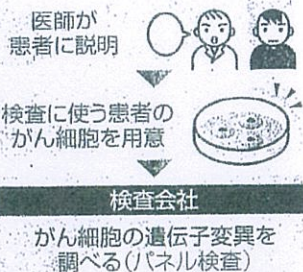 医師が
患者に説明
検査に使う患者の
がん細胞を用意
検査会社
がん細胞の遺伝子変異を
調べる(パネル検査)